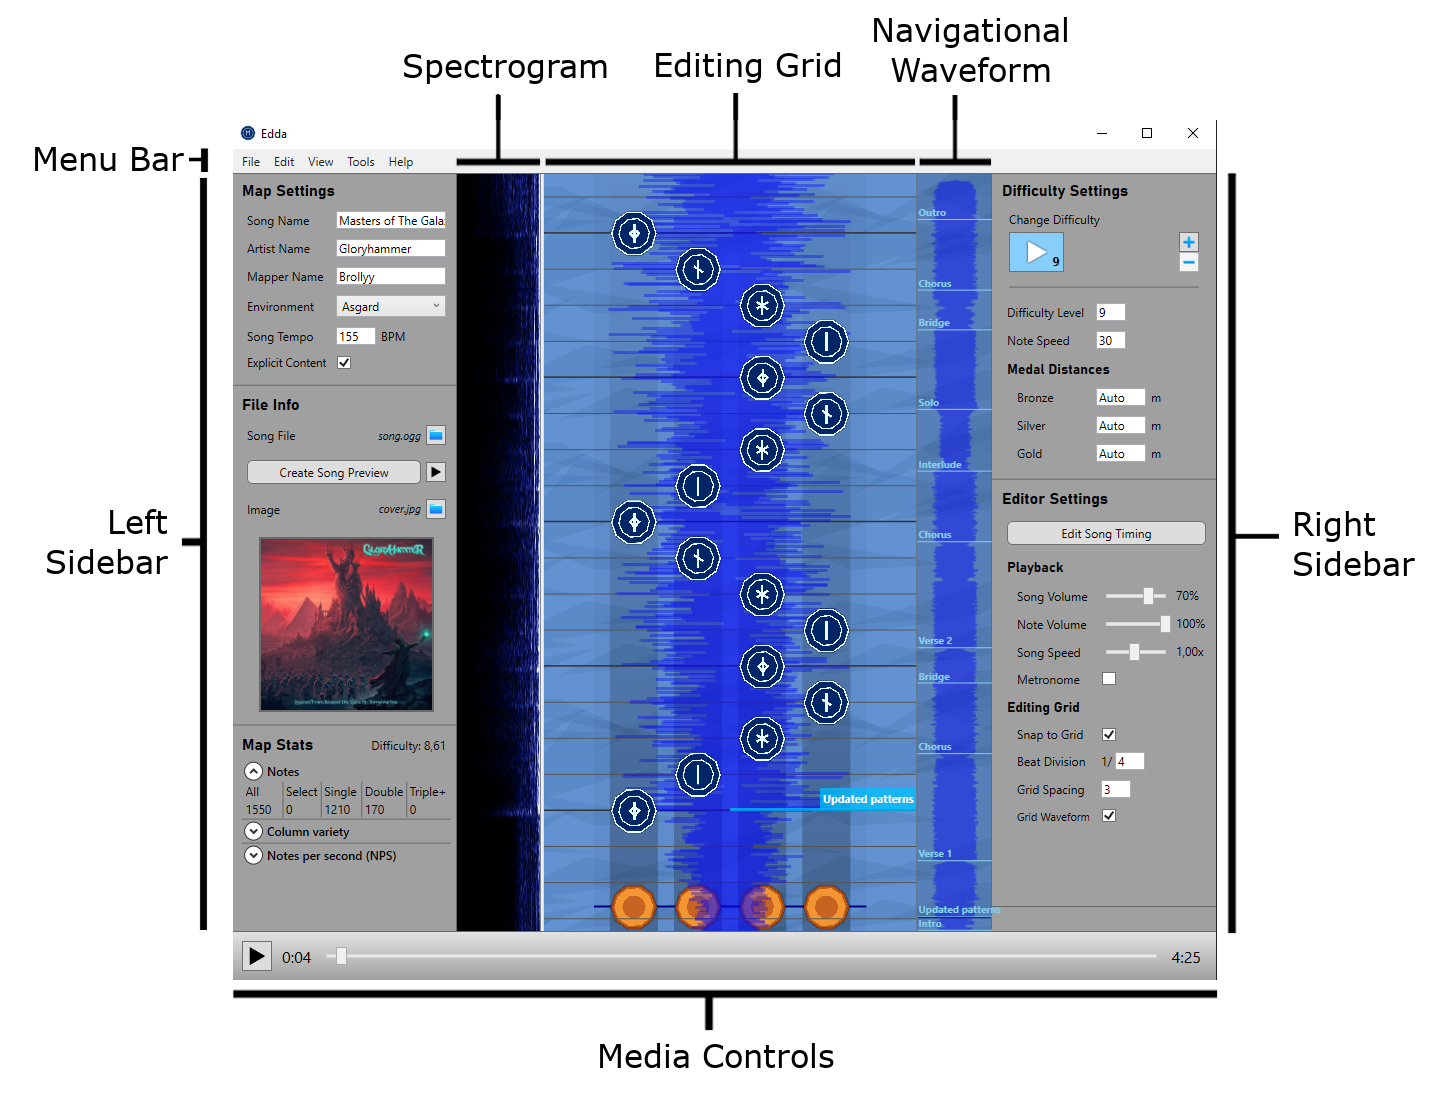 Navigational
Waveform
Spectrogram
Editing Grid
Menu Bar
Edda
File Edit View Tools Help
Left
Sidebar
Map Settings
Song Name Masters of The Gala
Artist Name Gloryhammer
Mapper Name Brollyy
Environment Asgard
Song Tempo 155 BPM
Explicit Content
File Info
Song File song.ogg
Create Song Preview
Image cover.jpg
GLORYHAMMER
Map Stats Difficulty: 8,61
Notes
All Select Single Double Triple+
1550 0 1210 170 0
Column variety
Notes per second (NPS)
Updated patterns
Outro
Chorus
Bridge
Solo
Interlude
Chorus
Verse 2
Bridge
Chorus
Verse 1
Updated patterns
Intro
Difficulty Settings
Change Difficulty
9
+
−
Difficulty Level 9
Note Speed 30
Medal Distances
Bronze Auto m
Silver Auto m
Gold Auto m
Editor Settings
Edit Song Timing
Playback
Song Volume 70%
Note Volume 100%
Song Speed 1,00x
Metronome
Editing Grid
Snap to Grid
Beat Division 1/ 4
Grid Spacing 3
Grid Waveform
Right
Sidebar
0:04 4:25
Media Controls